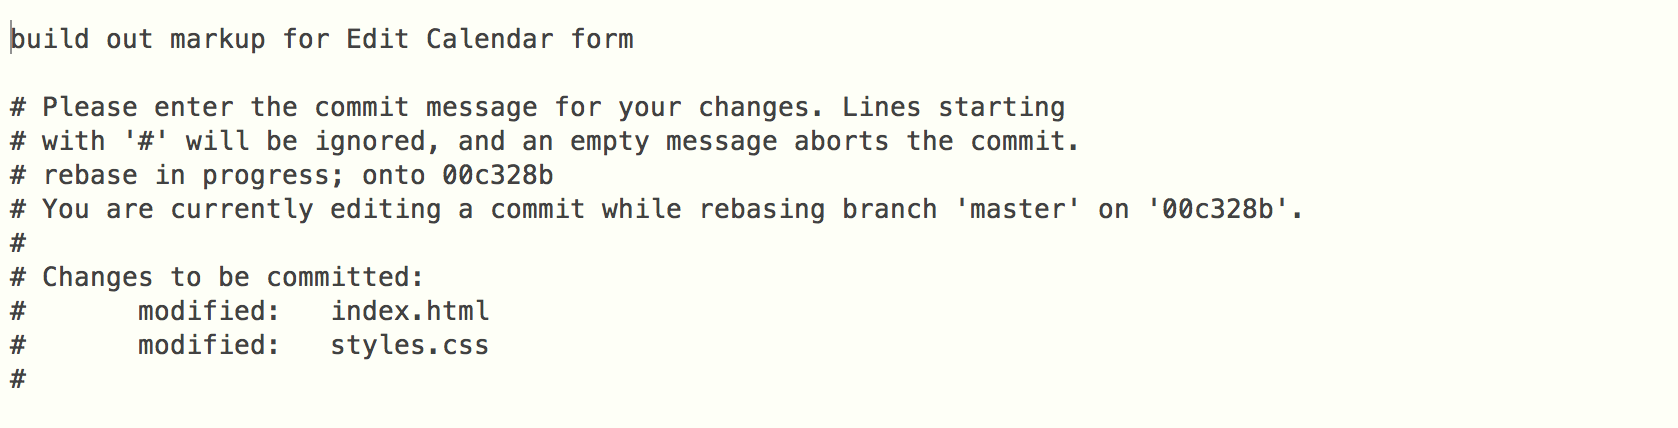 build out markup for Edit Calendar form
# Please enter the commit message for your changes. Lines starting
# with '#' will be ignored, and an empty message aborts the commit.
# rebase in progress; onto 00c328b
# You are currently editing a commit while rebasing branch 'master' on '00c328b'.
#
# Changes to be committed:
#       modified:   index.html
#       modified:   styles.css
#